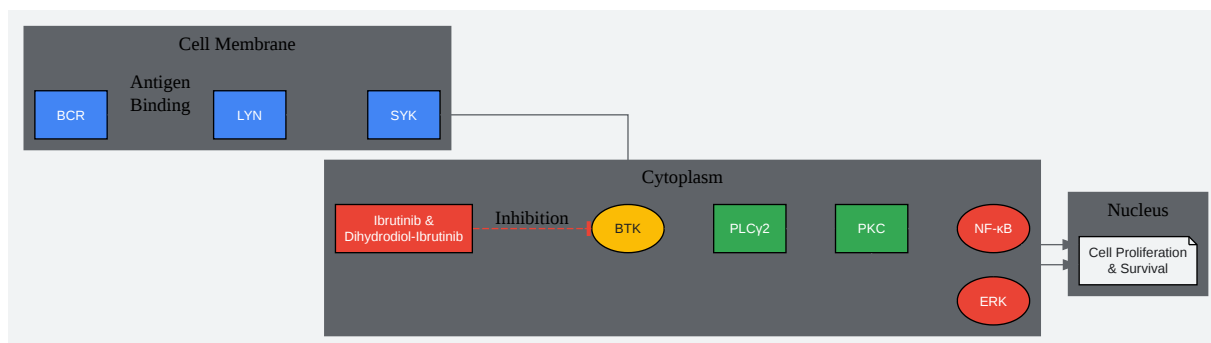 Cell Membrane
Antigen
Binding
BCR
LYN
SYK
Cytoplasm
Ibrutinib &
Dihydrodiol-Ibrutinib
Inhibition
BTK
PLCγ2
PKC
NF-κB
ERK
Nucleus
Cell Proliferation
& Survival